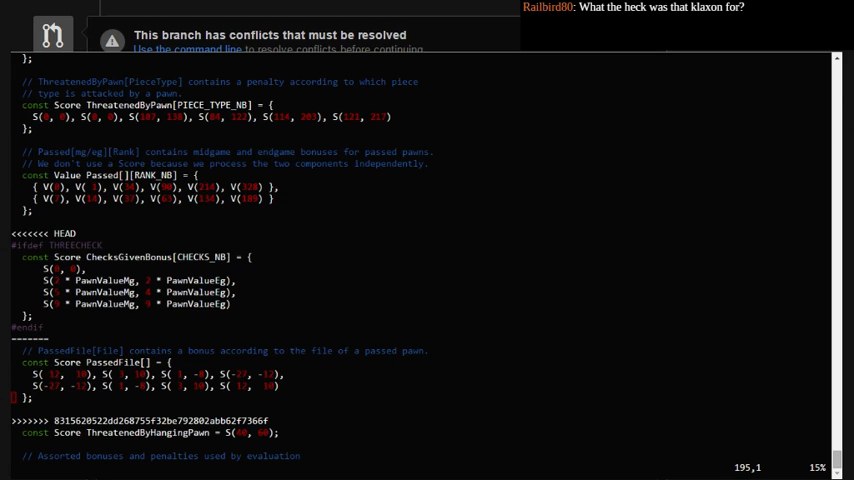 Railbird80: What the heck was that klaxon for?
This branch has conflicts that must be resolved
Use the command line to resolve conflicts before continuing.
};
// ThreatenedByPawn[PieceType] contains a penalty according to which piece
// type is attacked by a pawn.
const Score ThreatenedByPawn[PIECE_TYPE_NB] = {
S(0, 0), S(0, 0), S(107, 138), S(84, 122), S(114, 203), S(121, 217)
};
// Passed[mg/eg][Rank] contains midgame and endgame bonuses for passed pawns.
// We don't use a Score because we process the two components independently.
const Value Passed[][RANK_NB] = {
{ V(0), V( 1), V(34), V(90), V(214), V(328) },
{ V(7), V(14), V(37), V(63), V(134), V(189) }
};
<<<<<<< HEAD
#ifdef THREECHECK
const Score ChecksGivenBonus[CHECKS_NB] = {
S(0, 0),
S(2 * PawnValueMg, 2 * PawnValueEg),
S(5 * PawnValueMg, 4 * PawnValueEg),
S(9 * PawnValueMg, 9 * PawnValueEg)
};
#endif
=======
// PassedFile[File] contains a bonus according to the file of a passed pawn.
const Score PassedFile[] = {
S( 12, 10), S( 3, 10), S( 1, -8), S(-27, -12),
S(-27, -12), S( 1, -8), S( 3, 10), S( 12, 10)
};
>>>>>>> 8315620522dd268755f32be792802abb62f7366f
const Score ThreatenedByHangingPawn = S(40, 60);
// Assorted bonuses and penalties used by evaluation
195,1 15%